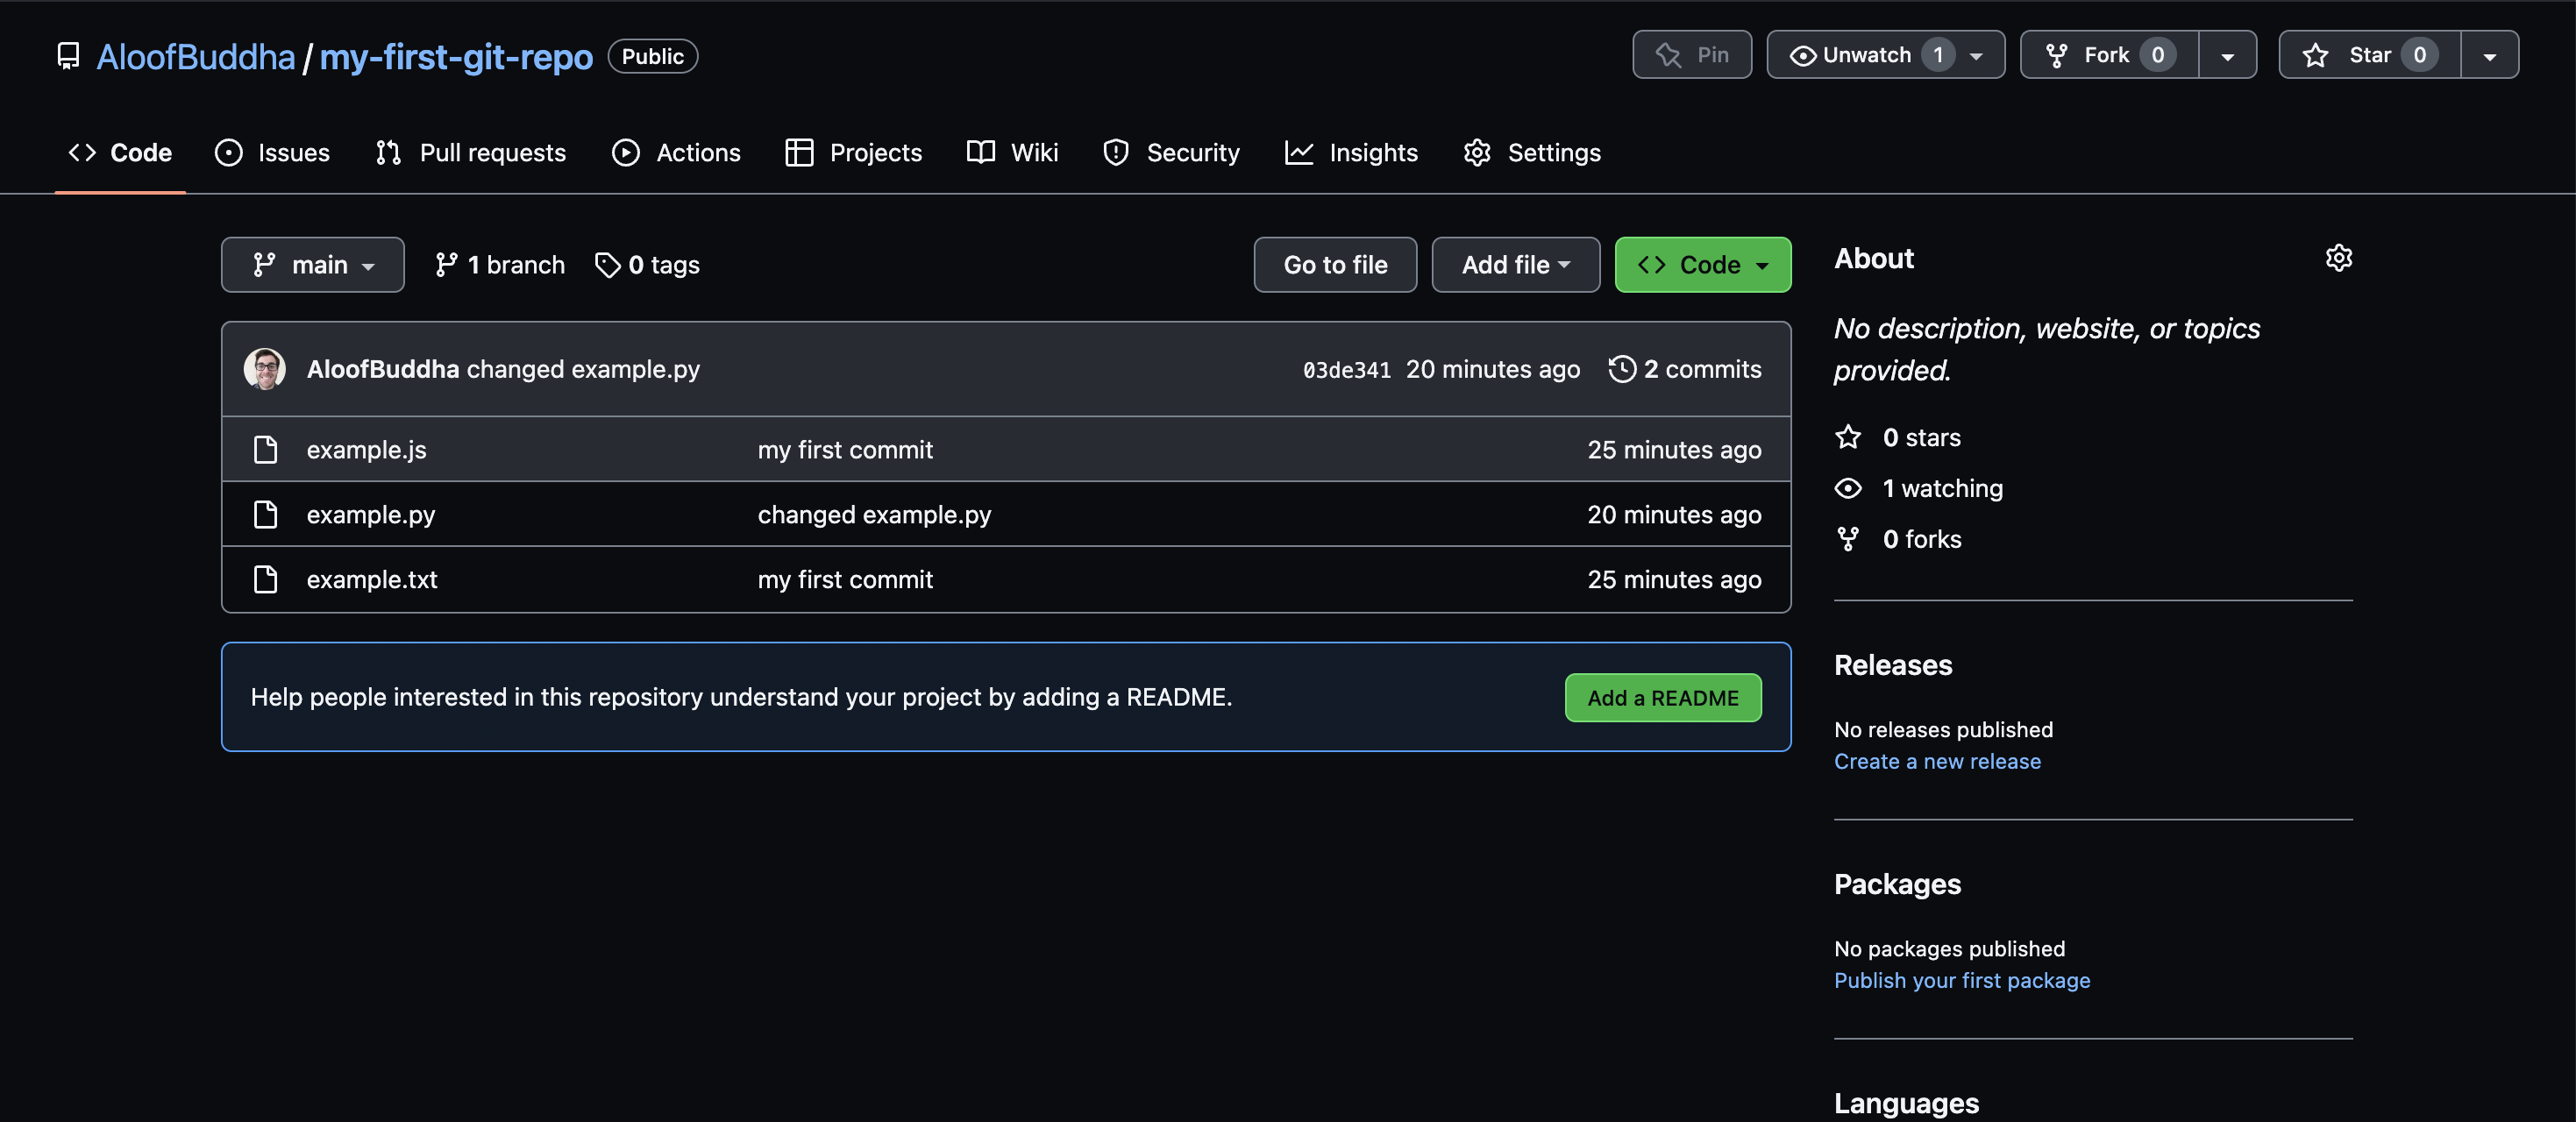 AloofBuddha / my-first-git-repo Public
Pin Unwatch 1 Fork 0 Star 0
Code Issues Pull requests Actions Projects Wiki Security Insights Settings
main 1 branch 0 tags Go to file Add file Code
AloofBuddha changed example.py 03de341 20 minutes ago 2 commits
example.js my first commit 25 minutes ago
example.py changed example.py 20 minutes ago
example.txt my first commit 25 minutes ago
Help people interested in this repository understand your project by adding a README. Add a README
About
No description, website, or topics
provided.
0 stars
1 watching
0 forks
Releases
No releases published
Create a new release
Packages
No packages published
Publish your first package
Languages